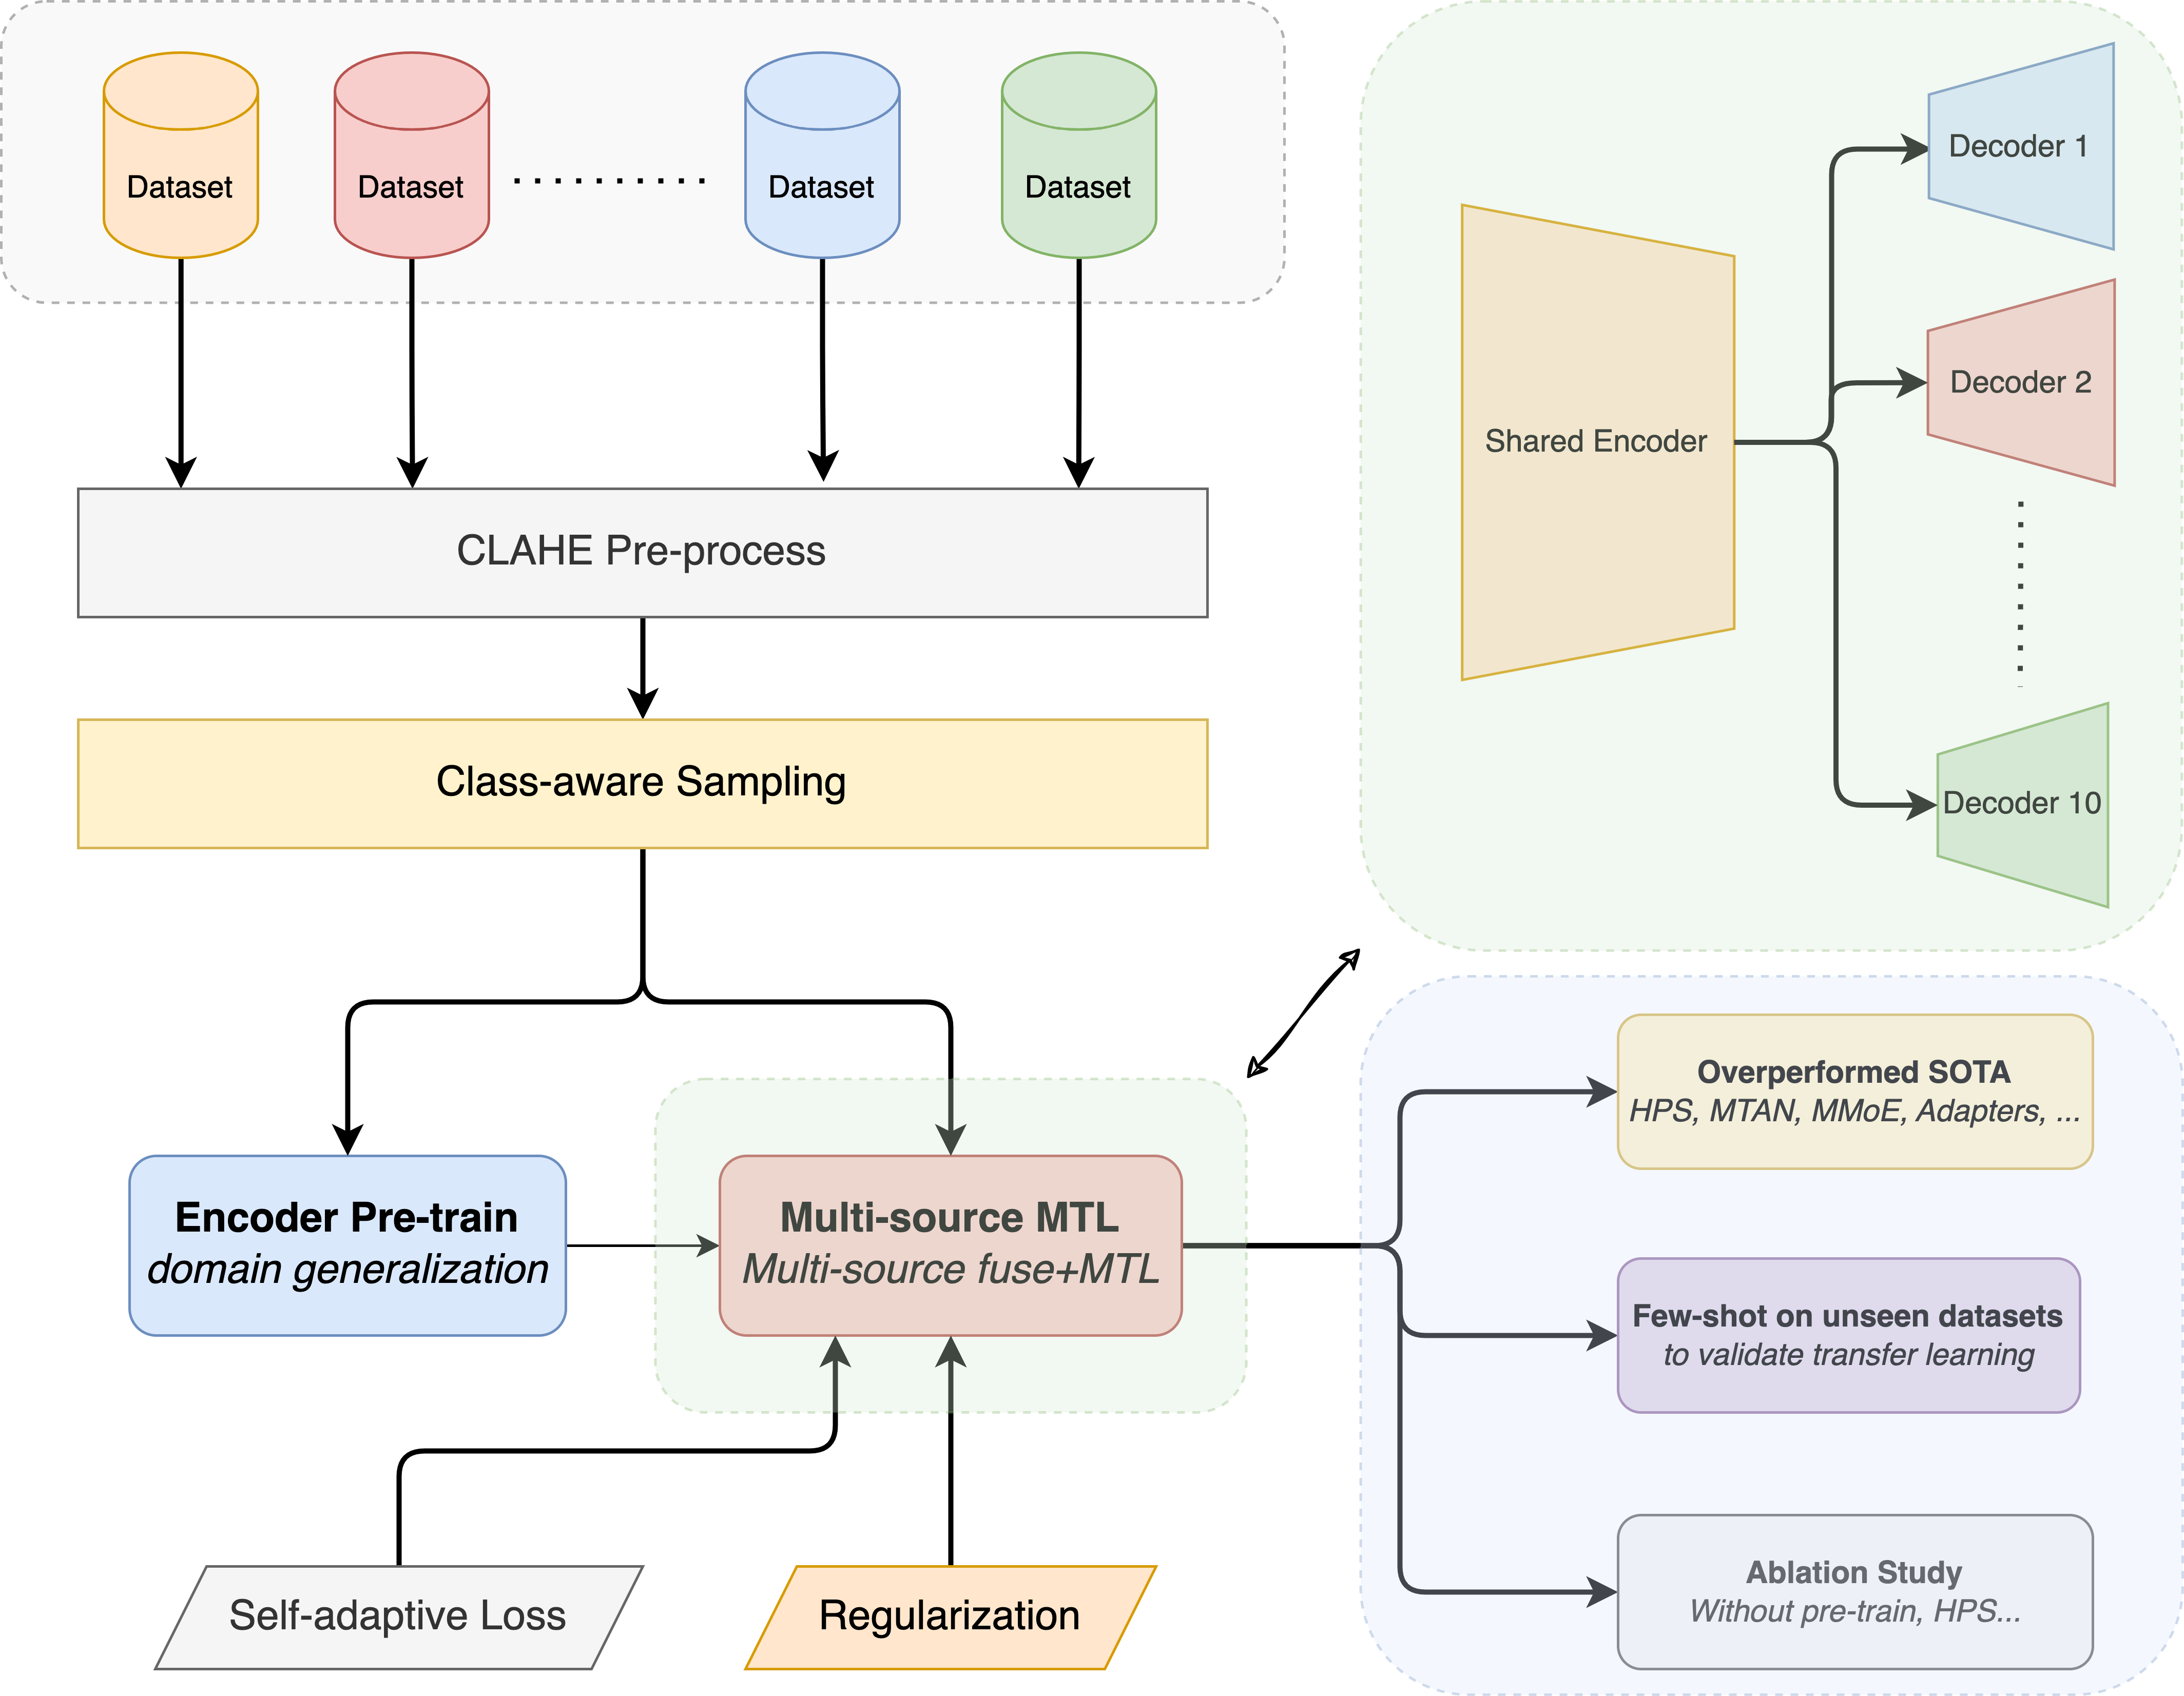 Dataset
Dataset
..........
Dataset
Dataset
CLAHE Pre-process
Class-aware Sampling
Encoder Pre-train
domain generalization
Multi-source MTL
Multi-source fuse+MTL
Self-adaptive Loss
Regularization
Shared Encoder
Decoder 1
Decoder 2
Decoder 10
Overperformed SOTA
HPS, MTAN, MMoE, Adapters, ...
Few-shot on unseen datasets
to validate transfer learning
Ablation Study
Without pre-train, HPS...